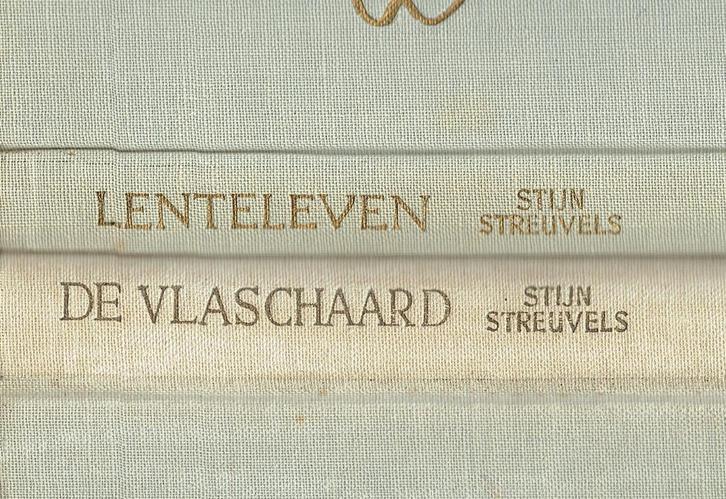 LENTELEVEN
STIJN
STREUVELS
DE VLASCHAARD
STIJN
STREUVELS